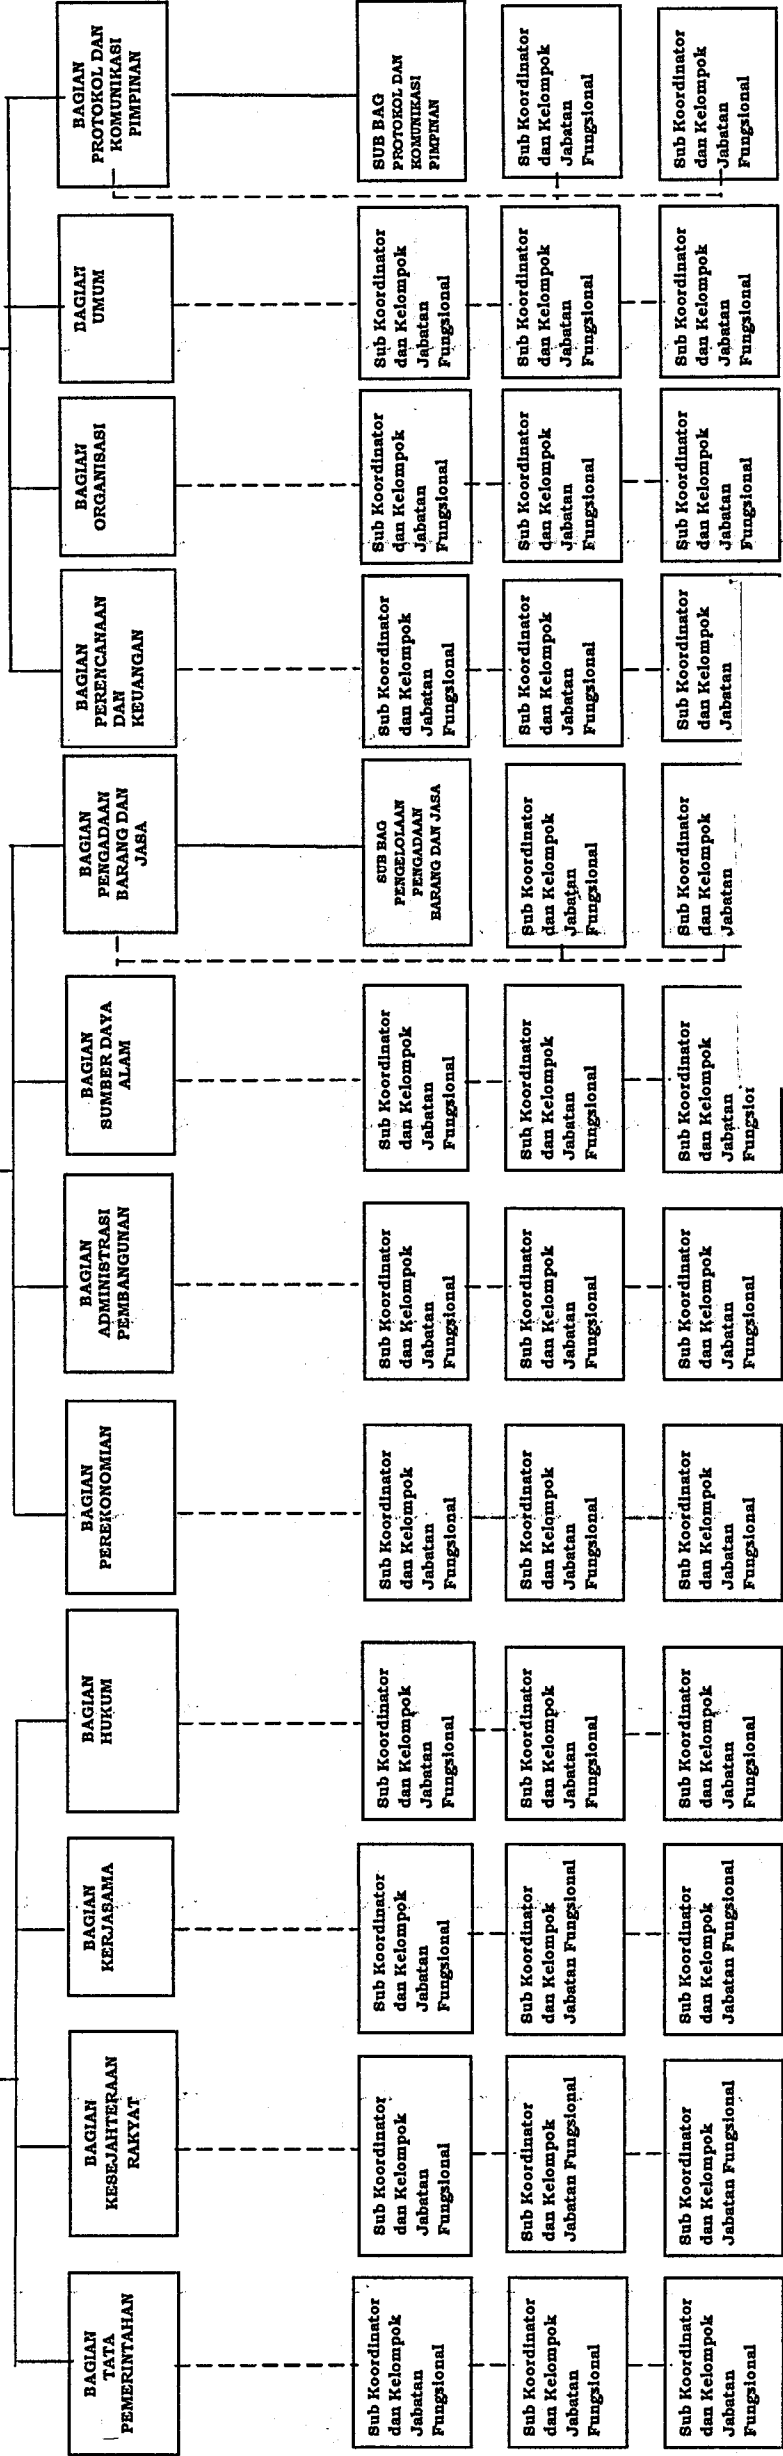 BAGIAN
TATA
PEMERINTAHAN
BAGIAN
KESEJAHTERAAN
RAKYAT
BAGIAN
KERJASAMA
BAGIAN
HUKUM
BAGIAN
PEREKONOMIAN
BAGIAN
ADMINISTRASI
PEMBANGUNAN
BAGIAN
SUMBER DAYA
ALAM
BAGIAN
PENGADAAN
BARANG DAN
JASA
BAGIAN
PERENCANAAN
DAN
KEUANGAN
BAGIAN
ORGANISASI
BAGIAN
UMUM
BAGIAN
PROTOKOL DAN
KOMUNIKASI
PIMPINAN
Sub Koordinator
dan Kelompok
Jabatan
Fungsional
Sub Koordinator
dan Kelompok
Jabatan
Fungsional
Sub Koordinator
dan Kelompok
Jabatan
Fungsional
Sub Koordinator
dan Kelompok
Jabatan
Fungsional
Sub Koordinator
dan Kelompok
Jabatan
Fungsional
Sub Koordinator
dan Kelompok
Jabatan
Fungsional
Sub Koordinator
dan Kelompok
Jabatan
Fungsional
SUB BAG
PENGELOLAAN
PENGADAAN
BARANG DAN JASA
Sub Koordinator
dan Kelompok
Jabatan
Fungsional
Sub Koordinator
dan Kelompok
Jabatan
Fungsional
Sub Koordinator
dan Kelompok
Jabatan
Fungsional
SUB BAG
PROTOKOL DAN
KOMUNIKASI
PIMPINAN
Sub Koordinator
dan Kelompok
Jabatan
Fungsional
Sub Koordinator
dan Kelompok
Jabatan Fungsional
Sub Koordinator
dan Kelompok
Jabatan Fungsional
Sub Koordinator
dan Kelompok
Jabatan
Fungsional
Sub Koordinator
dan Kelompok
Jabatan
Fungsional
Sub Koordinator
dan Kelompok
Jabatan
Fungsional
Sub Koordinator
dan Kelompok
Jabatan
Fungsional
Sub Koordinator
dan Kelompok
Jabatan
Fungsional
Sub Koordinator
dan Kelompok
Jabatan
Fungsional
Sub Koordinator
dan Kelompok
Jabatan
Fungsional
Sub Koordinator
dan Kelompok
Jabatan
Fungsional
Sub Koordinator
dan Kelompok
Jabatan
Fungsional
Sub Koordinator
dan Kelompok
Jabatan
Fungsional
Sub Koordinator
dan Kelompok
Jabatan Fungsional
Sub Koordinator
dan Kelompok
Jabatan Fungsional
Sub Koordinator
dan Kelompok
Jabatan
Fungsional
Sub Koordinator
dan Kelompok
Jabatan
Fungsional
Sub Koordinator
dan Kelompok
Jabatan
Fungsional
Sub Koordinator
dan Kelompok
Jabatan
Fungsior
Sub Koordinator
dan Kelompok
Jabatan
Sub Koordinator
dan Kelompok
Jabatan
Sub Koordinator
dan Kelompok
Jabatan
Fungsional
Sub Koordinator
dan Kelompok
Jabatan
Fungsional
Sub Koordinator
dan Kelompok
Jabatan
Fungsional